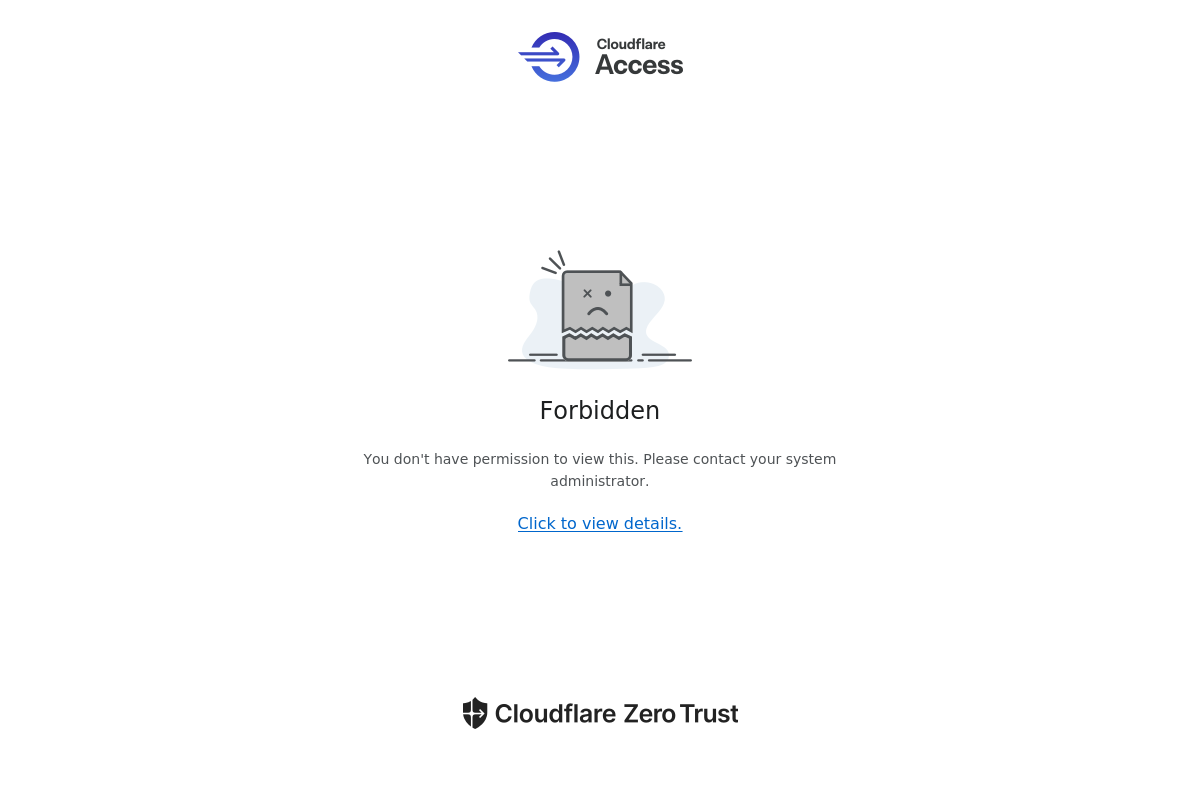 Cloudflare
Access
Forbidden
You don't have permission to view this. Please contact your system
administrator.
Click to view details.
Cloudflare Zero Trust